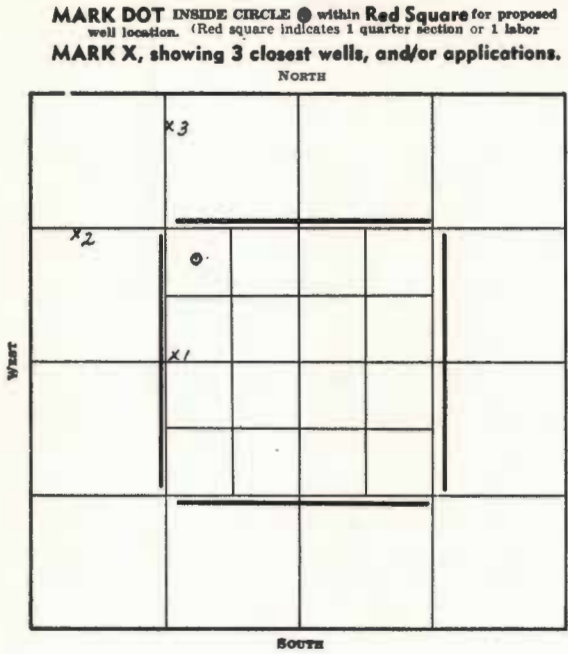 MARK DOT INSIDE CIRCLE within Red Square for proposed
well location. (Red square indicates 1 quarter section or 1 labor
MARK X, showing 3 closest wells, and/or applications.
NORTH
x 3
x 2
WEST
x 1
SOUTH